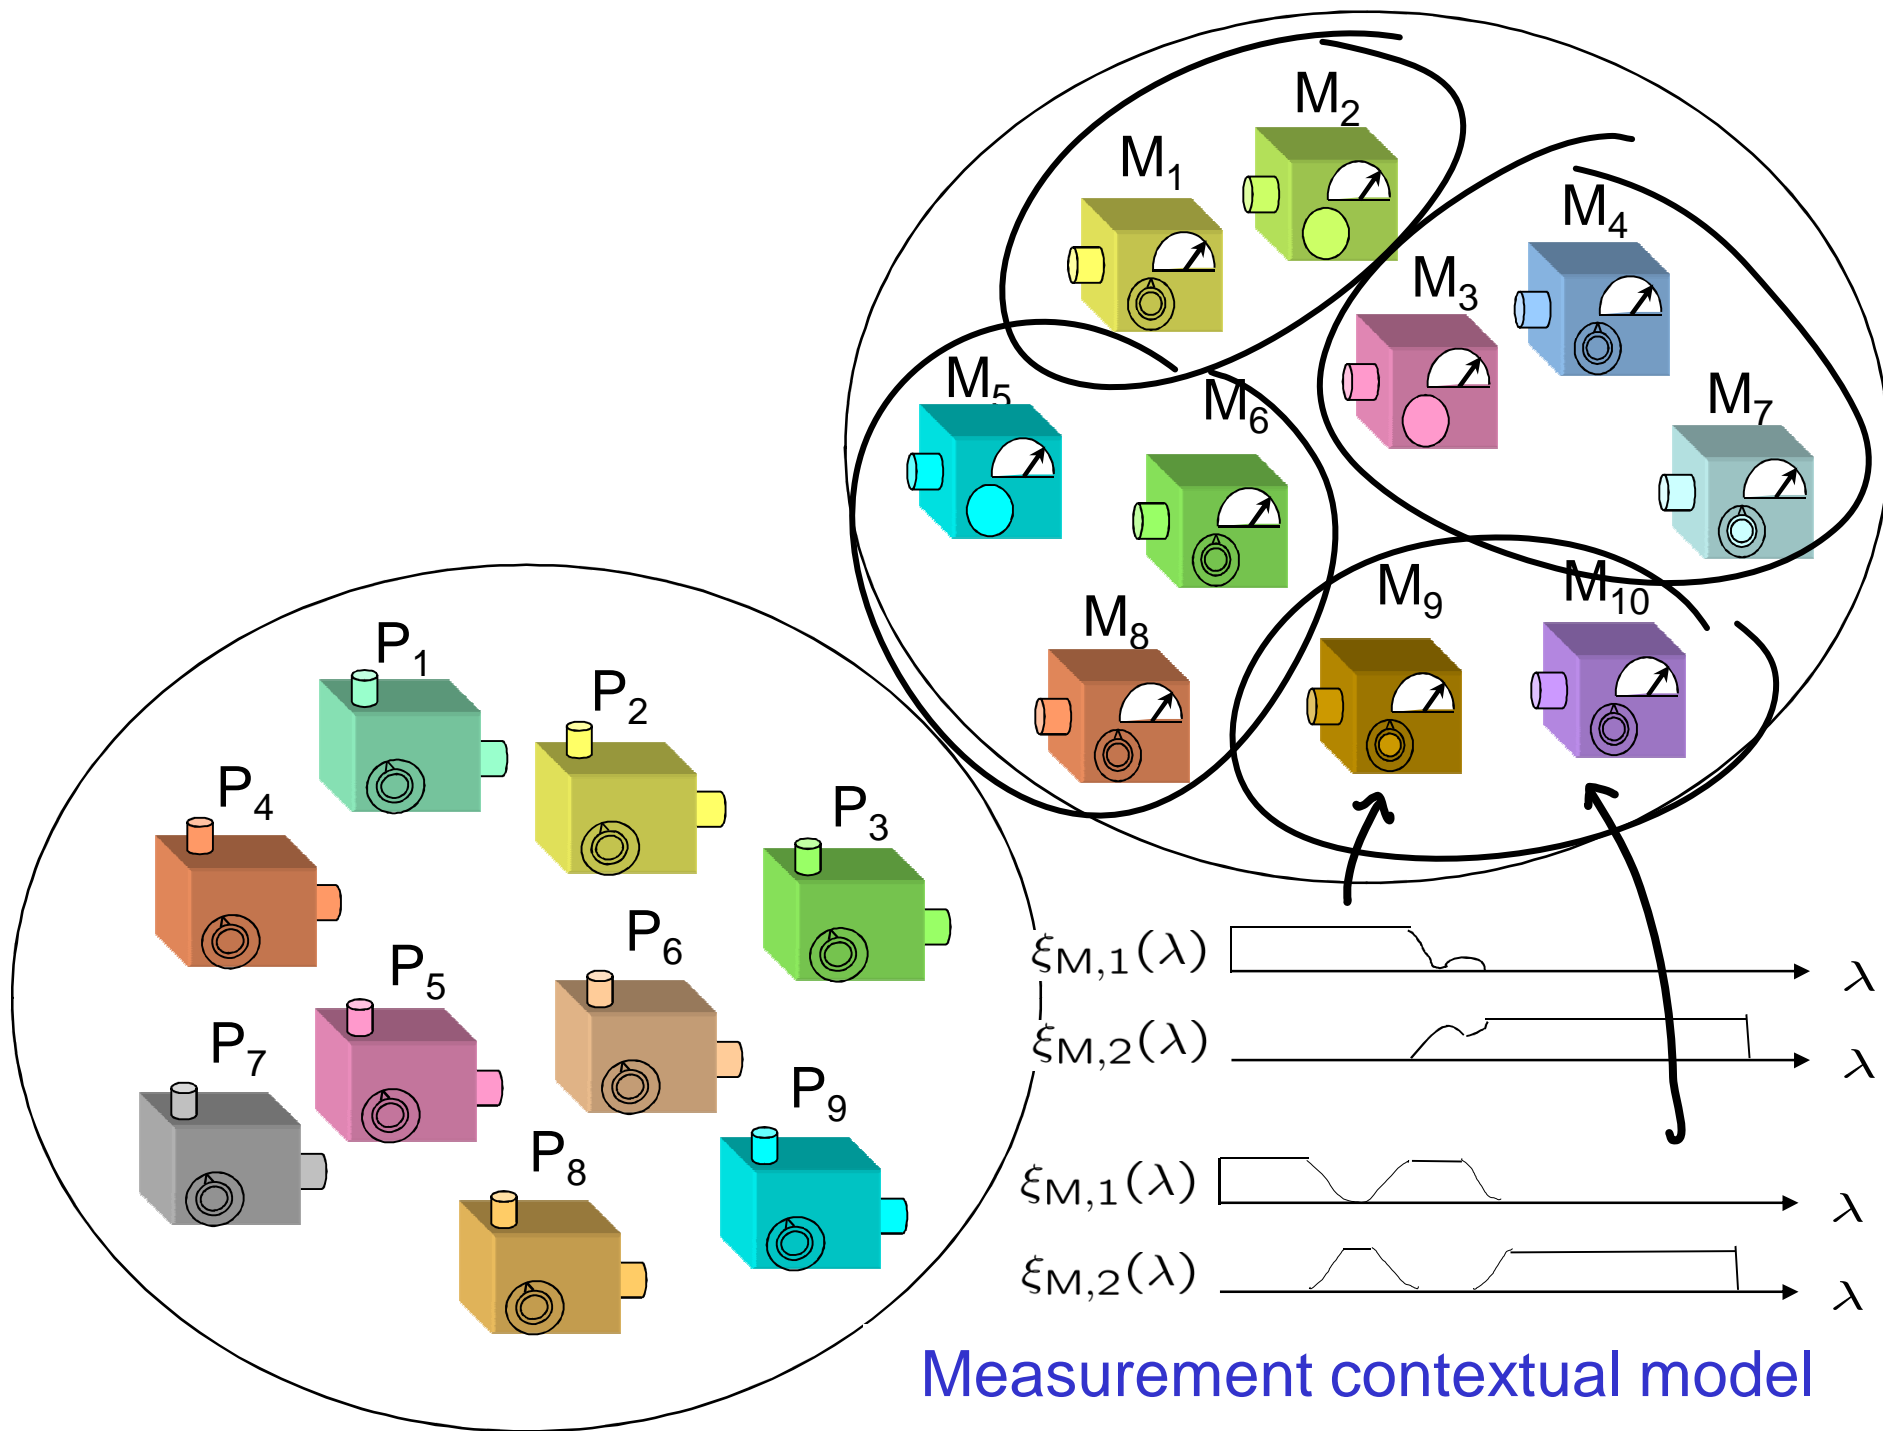 M₂
M₁
M₄
M₃
M₅
M₆
M₇
M₉
M₁₀
M₈
P₁
P₂
P₄
P₃
P₆
P₅
P₇
P₉
P₈
ξM,1(λ)
λ
ξM,2(λ)
λ
ξM,1(λ)
λ
ξM,2(λ)
λ
Measurement contextual model